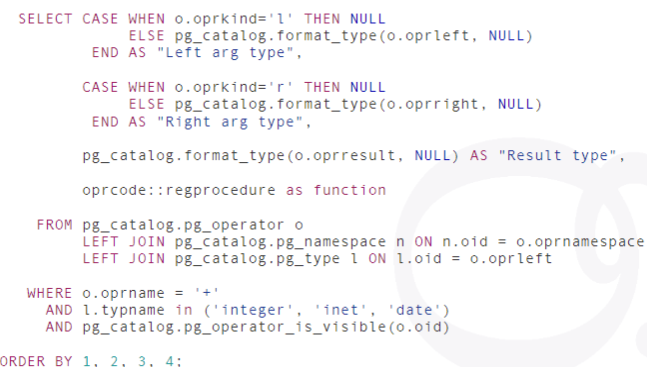 SELECT CASE WHEN o.oprkind='l' THEN NULL
ELSE pg_catalog.format_type(o.oprleft, NULL)
END AS "Left arg type",
CASE WHEN o.oprkind='r' THEN NULL
ELSE pg_catalog.format_type(o.oprright, NULL)
END AS "Right arg type",
pg_catalog.format_type(o.oprresult, NULL) AS "Result type",
oprcode::regprocedure as function
FROM pg_catalog.pg_operator o
LEFT JOIN pg_catalog.pg_namespace n ON n.oid = o.oprnamespace
LEFT JOIN pg_catalog.pg_type l ON l.oid = o.oprleft
WHERE o.oprname = '+'
AND l.typname in ('integer', 'inet', 'date')
AND pg_catalog.pg_operator_is_visible(o.oid)
ORDER BY 1, 2, 3, 4;